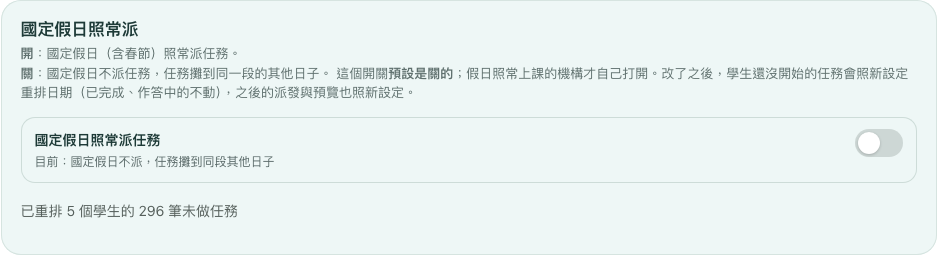 國定假日照常派
開：國定假日（含春節）照常派任務。
關：國定假日不派任務，任務攤到同一段的其他日子。 這個開關預設是關的；假日照常上課的機構才自己打開。改了之後，學生還沒開始的任務會照新設定
重排日期（已完成、作答中的不動），之後的派發與預覽也照新設定。
國定假日照常派任務
目前：國定假日不派，任務攤到同段其他日子
已重排 5 個學生的 296 筆未做任務